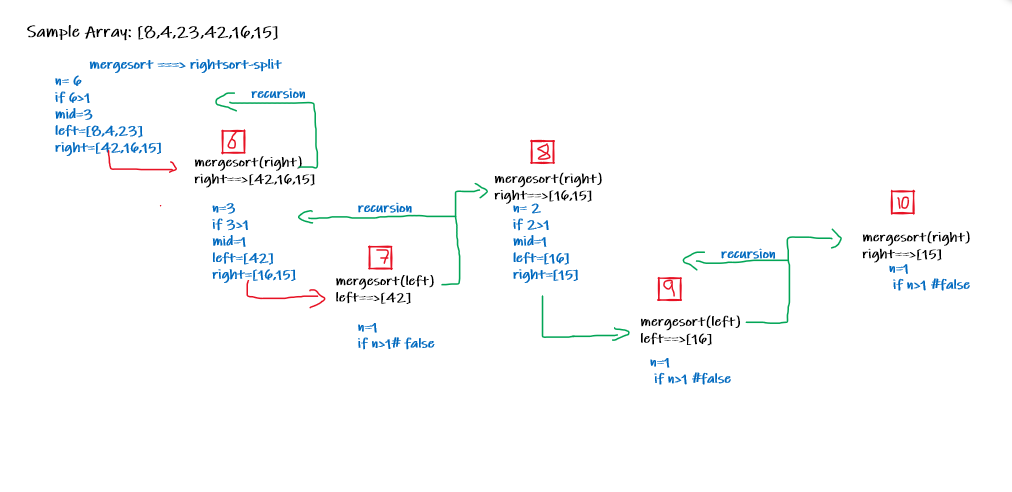 Sample Array: [8,4,23,42,16,15]
mergesort ===> rightsort-split
n= 6
if 6>1
mid=3
left=[8,4,23]
right=[42,16,15]
recursion
6
mergesort(right)
right==>[42,16,15]
n=3
if 3>1
mid=1
left=[42]
right=[16,15]
recursion
7
mergesort(left)
left==>[42]
n=1
if n>1# false
8
mergesort(right)
right==>[16,15]
n= 2
if 2>1
mid=1
left=[16]
right=[15]
recursion
9
mergesort(left)
left==>[16]
n=1
if n>1 #false
10
mergesort(right)
right==>[15]
n=1
if n>1 #false